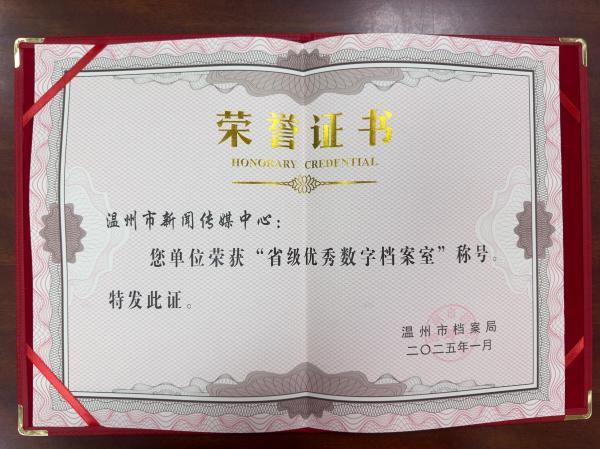 荣誉证书
HONORARY CREDENTIAL
温州市新闻传媒中心：
您单位荣获“省级优秀数字档案室”称号。
特发此证。
温州市档案局
二〇二五年一月